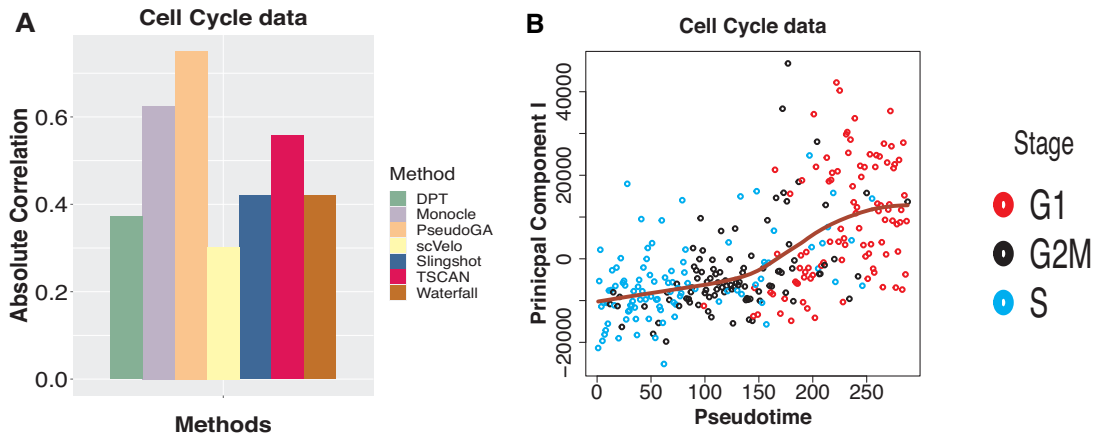 A
Cell Cycle data
Absolute Correlation
0.6
0.4
0.2
0.0
Methods
Method
DPT
Monocle
PseudoGA
scVelo
Slingshot
TSCAN
Waterfall
B
Cell Cycle data
Prinicpal Component I
40000
20000
0
−20000
0 50 100 150 200 250
Pseudotime
Stage
G1
G2M
S